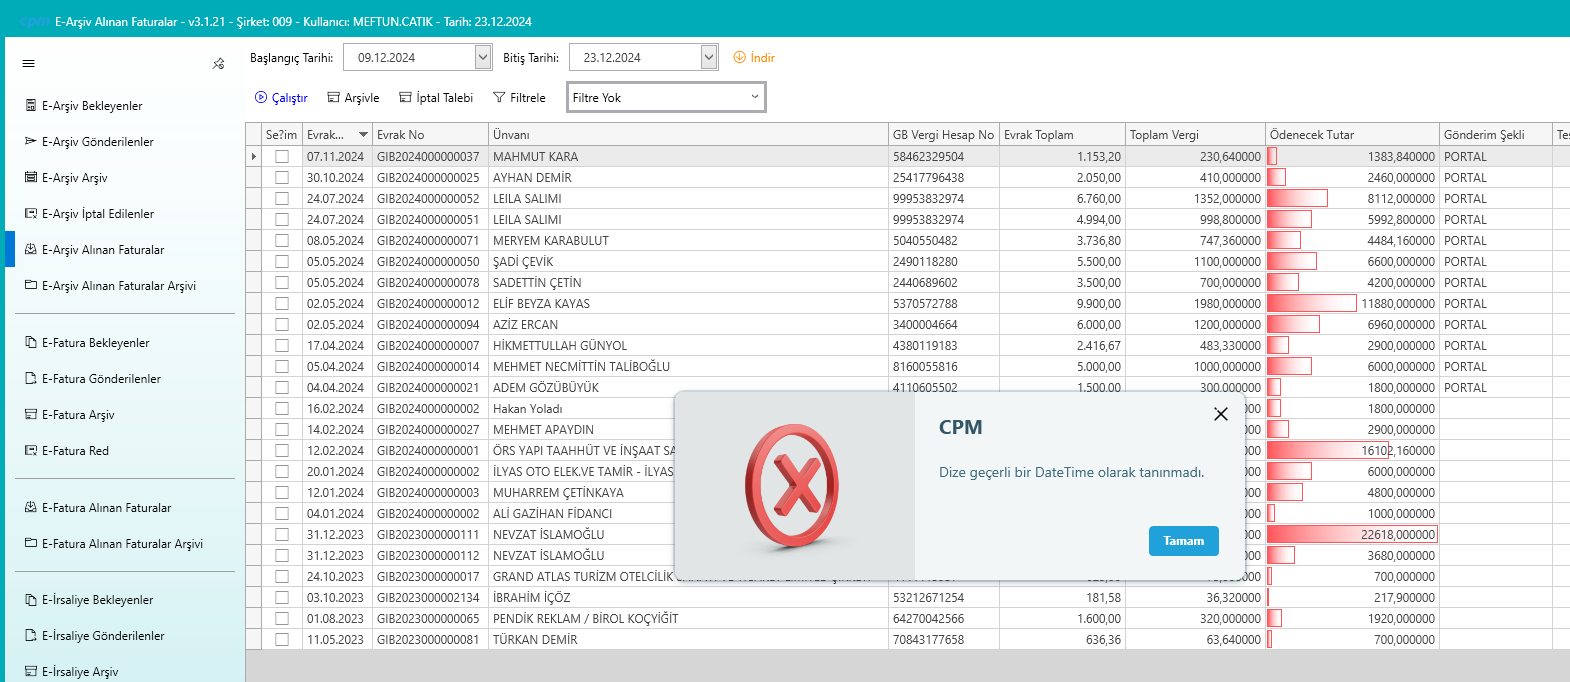 cpm E-Arşiv Alınan Faturalar - v3.1.21 - Şirket: 009 - Kullanıcı: MEFTUN.CATIK - Tarih: 23.12.2024
Başlangıç Tarihi: 09.12.2024 Bitiş Tarihi: 23.12.2024 İndir
Çalıştır Arşivle İptal Talebi Filtrele Filtre Yok
E-Arşiv Bekleyenler
E-Arşiv Gönderilenler
E-Arşiv Arşiv
E-Arşiv İptal Edilenler
E-Arşiv Alınan Faturalar
E-Arşiv Alınan Faturalar Arşivi
E-Fatura Bekleyenler
E-Fatura Gönderilenler
E-Fatura Arşiv
E-Fatura Red
E-Fatura Alınan Faturalar
E-Fatura Alınan Faturalar Arşivi
E-İrsaliye Bekleyenler
E-İrsaliye Gönderilenler
E-İrsaliye Arşiv
Se?im Evrak... Evrak No Ünvanı GB Vergi Hesap No Evrak Toplam Toplam Vergi Ödenecek Tutar Gönderim Şekli Tes
07.11.2024 GIB2024000000037 MAHMUT KARA 58462329504 1.153,20 230,640000 1383,840000 PORTAL
30.10.2024 GIB2024000000025 AYHAN DEMİR 25417796438 2.050,00 410,000000 2460,000000 PORTAL
24.07.2024 GIB2024000000052 LEILA SALIMI 99953832974 6.760,00 1352,000000 8112,000000 PORTAL
24.07.2024 GIB2024000000051 LEILA SALIMI 99953832974 4.994,00 998,800000 5992,800000 PORTAL
08.05.2024 GIB2024000000071 MERYEM KARABULUT 5040550482 3.736,80 747,360000 4484,160000 PORTAL
05.05.2024 GIB2024000000050 ŞADİ ÇEVİK 2490118280 5.500,00 1100,000000 6600,000000 PORTAL
05.05.2024 GIB2024000000078 SADETTİN ÇETİN 2440689602 3.500,00 700,000000 4200,000000 PORTAL
02.05.2024 GIB2024000000012 ELİF BEYZA KAYAS 5370572788 9.900,00 1980,000000 11880,000000 PORTAL
02.05.2024 GIB2024000000094 AZİZ ERCAN 3400004664 6.000,00 1200,000000 6960,000000 PORTAL
17.04.2024 GIB2024000000007 HİKMETTULLAH GÜNYOL 4380119183 2.416,67 483,330000 2900,000000 PORTAL
05.04.2024 GIB2024000000014 MEHMET NECMİTTİN TALİBOĞLU 8160055816 5.000,00 1000,000000 6000,000000 PORTAL
04.04.2024 GIB2024000000021 ADEM GÖZÜBÜYÜK 4110605502 1.500,00 300,000000 1800,000000 PORTAL
16.02.2024 GIB2024000000002 Hakan Yoladı 1800,000000
14.02.2024 GIB2024000000027 MEHMET APAYDIN 2900,000000
12.02.2024 GIB2024000000001 ÖRS YAPI TAAHHÜT VE İNŞAAT SA 16102,160000
20.01.2024 GIB2024000000002 İLYAS OTO ELEK.VE TAMİR - İLYAS 6000,000000
12.01.2024 GIB2024000000003 MUHARREM ÇETİNKAYA 4800,000000
04.01.2024 GIB2024000000002 ALİ GAZİHAN FİDANCI 1000,000000
31.12.2023 GIB2023000000111 NEVZAT İSLAMOĞLU 22618,000000
31.12.2023 GIB2023000000112 NEVZAT İSLAMOĞLU 3680,000000
24.10.2023 GIB2023000000017 GRAND ATLAS TURİZM OTELCİLİK 700,000000
03.10.2023 GIB2023000002134 İBRAHİM İÇÖZ 53212671254 181,58 36,320000 217,900000
01.08.2023 GIB2023000000065 PENDİK REKLAM / BİROL KOÇYİĞİT 64270042566 1.600,00 320,000000 1920,000000
11.05.2023 GIB2023000000081 TÜRKAN DEMİR 70843177658 636,36 63,640000 700,000000
CPM
Dize geçerli bir DateTime olarak tanınmadı.
Tamam